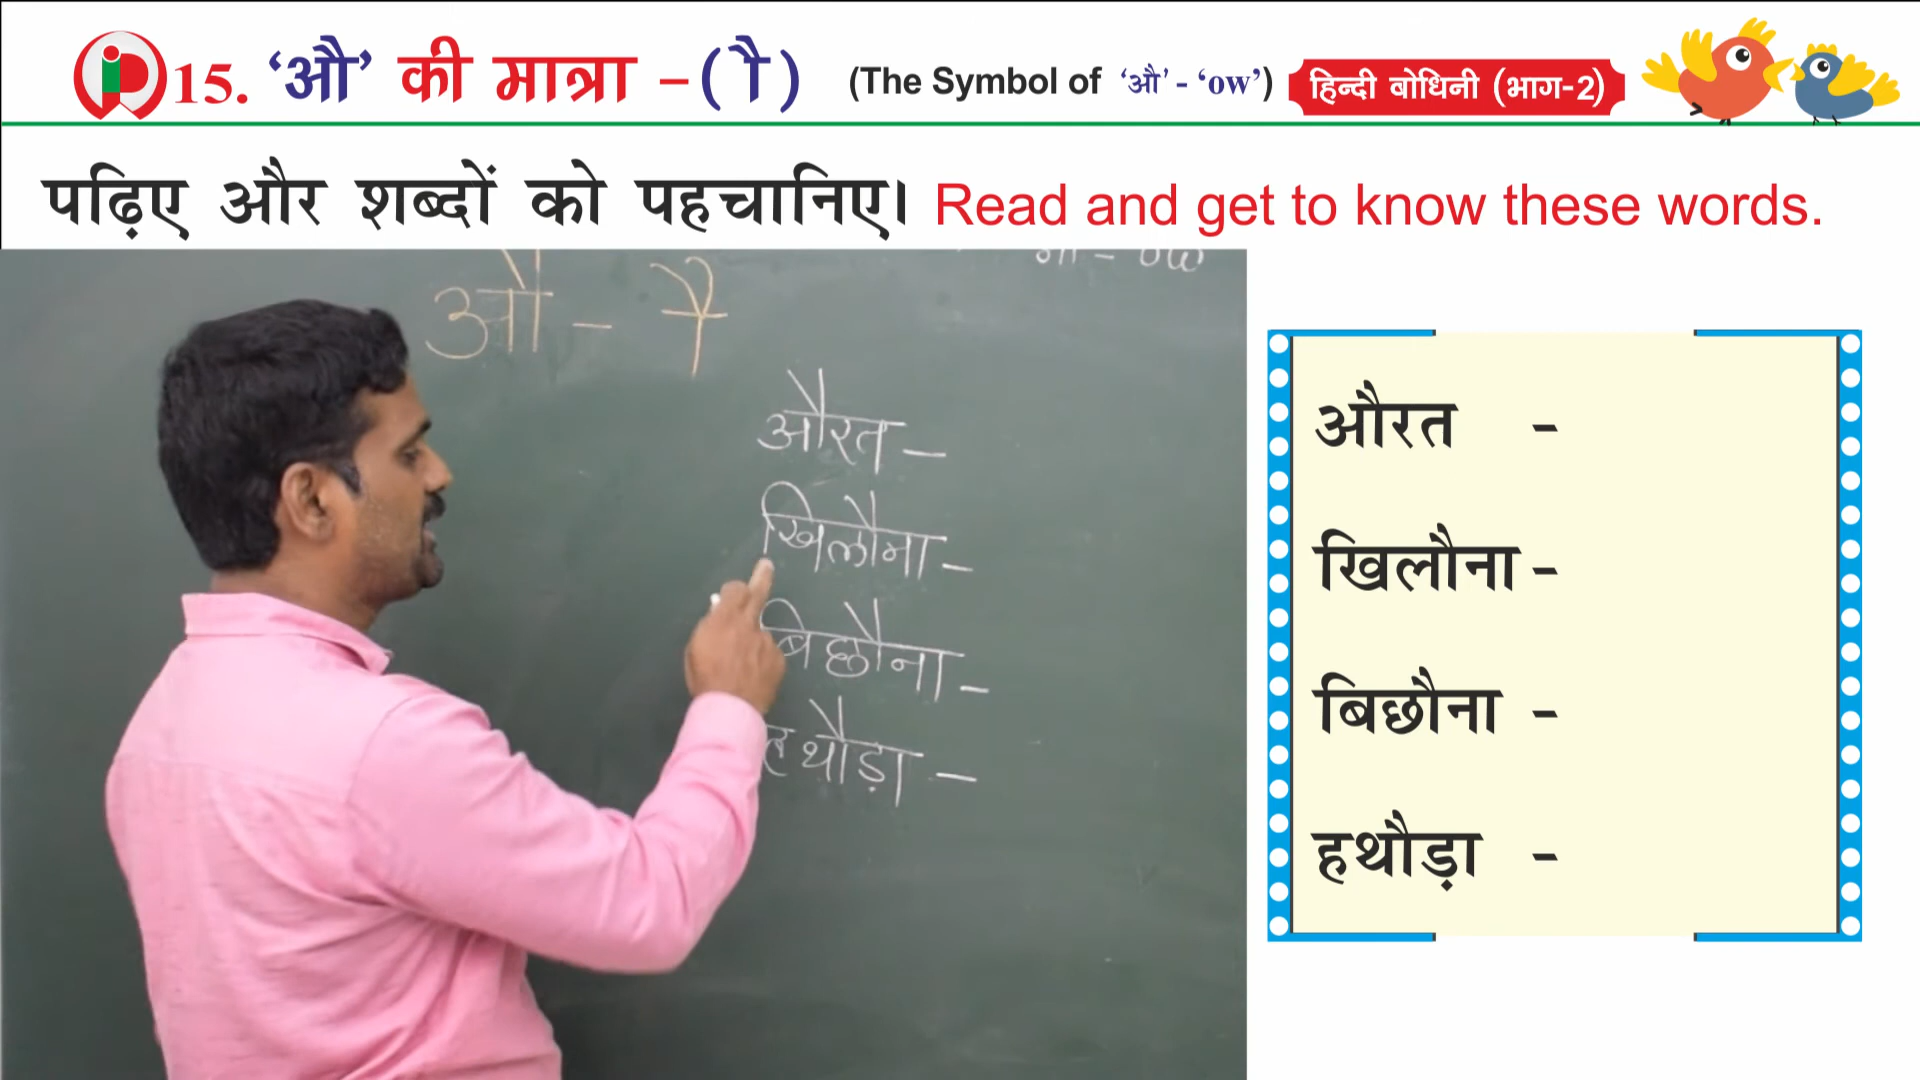 15. ‘औ’ की मात्रा – (ौ) (The Symbol of ‘औ’ - ‘ow’) हिन्दी बोधिनी (भाग-2)
पढ़िए और शब्दों को पहचानिए। Read and get to know these words.
औ - ौ
औरत -
खिलौना -
बिछौना -
हथौड़ा -
औरत -
खिलौना -
बिछौना -
हथौड़ा -